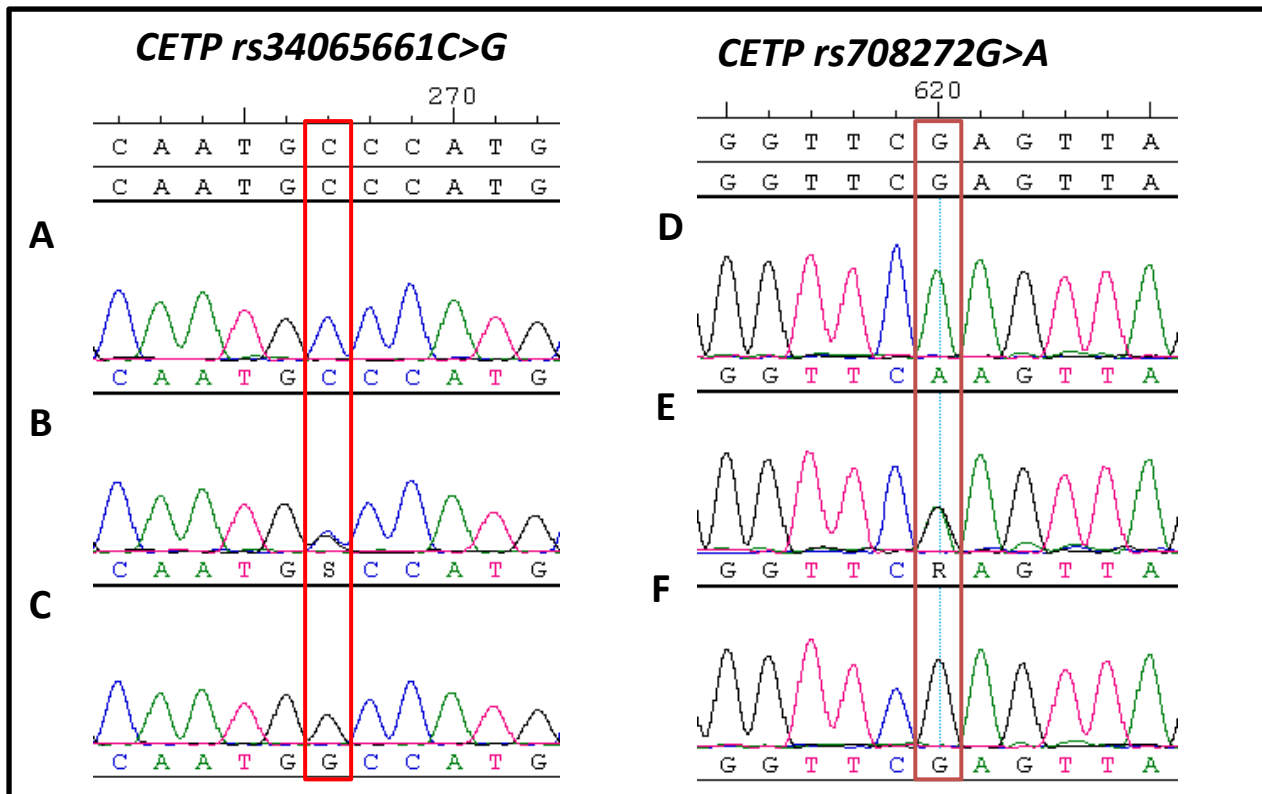 CETP rs34065661C>G
270
C A A T G C C C A T G
C A A T G C C C A T G
A
C A A T G C C C A T G
B
C A A T G S C C A T G
C
C A A T G G C C A T G
CETP rs708272G>A
620
G G T T C G A G T T A
G G T T C G A G T T A
D
G G T T C A A G T T A
E
G G T T C R A G T T A
F
G G T T C G A G T T A